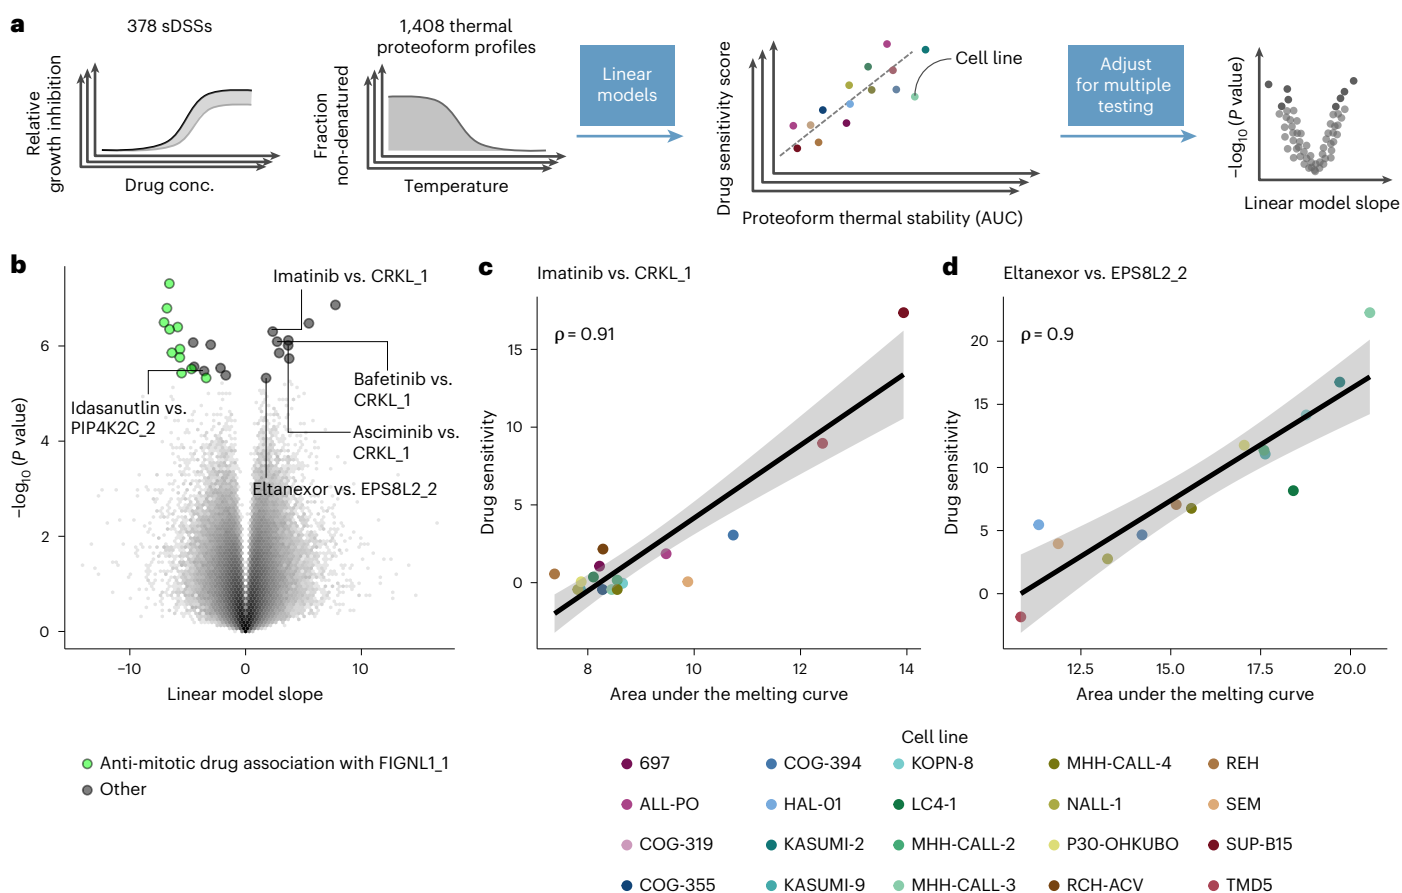 a
378 sDSSs
Relative
growth inhibition
Drug conc.
1,408 thermal
proteoform profiles
Fraction
non-denatured
Temperature
Linear
models
Drug sensitivity score
Cell line
Proteoform thermal stability (AUC)
Adjust
for multiple
testing
−log10 (P value)
Linear model slope
b
Imatinib vs. CRKL_1
Bafetinib vs.
CRKL_1
Idasanutlin vs.
PIP4K2C_2
Asciminib vs.
CRKL_1
Eltanexor vs. EPS8L2_2
−log10 (P value)
6
4
2
0
−10
0
10
Linear model slope
Anti-mitotic drug association with FIGNL1_1
Other
c
Imatinib vs. CRKL_1
ρ = 0.91
Drug sensitivity
15
10
5
0
8
10
12
14
Area under the melting curve
d
Eltanexor vs. EPS8L2_2
ρ = 0.9
Drug sensitivity
20
15
10
5
0
12.5
15.0
17.5
20.0
Area under the melting curve
Cell line
697
COG-394
KOPN-8
MHH-CALL-4
REH
ALL-PO
HAL-01
LC4-1
NALL-1
SEM
COG-319
KASUMI-2
MHH-CALL-2
P30-OHKUBO
SUP-B15
COG-355
KASUMI-9
MHH-CALL-3
RCH-ACV
TMD5